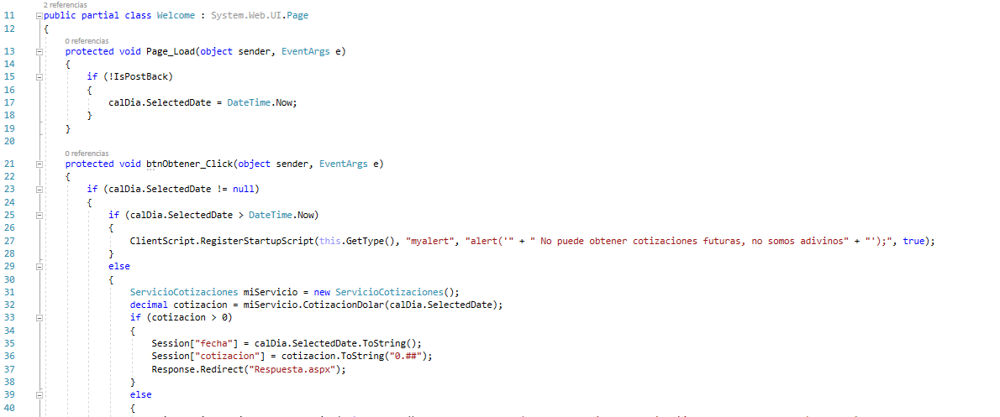 2 referencias
11 public partial class Welcome : System.Web.UI.Page
12 {
0 referencias
13 protected void Page_Load(object sender, EventArgs e)
14 {
15 if (!IsPostBack)
16 {
17 calDia.SelectedDate = DateTime.Now;
18 }
19 }
20
0 referencias
21 protected void btnObtener_Click(object sender, EventArgs e)
22 {
23 if (calDia.SelectedDate != null)
24 {
25 if (calDia.SelectedDate > DateTime.Now)
26 {
27 ClientScript.RegisterStartupScript(this.GetType(), "myalert", "alert('" + " No puede obtener cotizaciones futuras, no somos adivinos" + "');", true);
28 }
29 else
30 {
31 ServicioCotizaciones miServicio = new ServicioCotizaciones();
32 decimal cotizacion = miServicio.CotizacionDolar(calDia.SelectedDate);
33 if (cotizacion > 0)
34 {
35 Session["fecha"] = calDia.SelectedDate.ToString();
36 Session["cotizacion"] = cotizacion.ToString("0.##");
37 Response.Redirect("Respuesta.aspx");
38 }
39 else
40 {